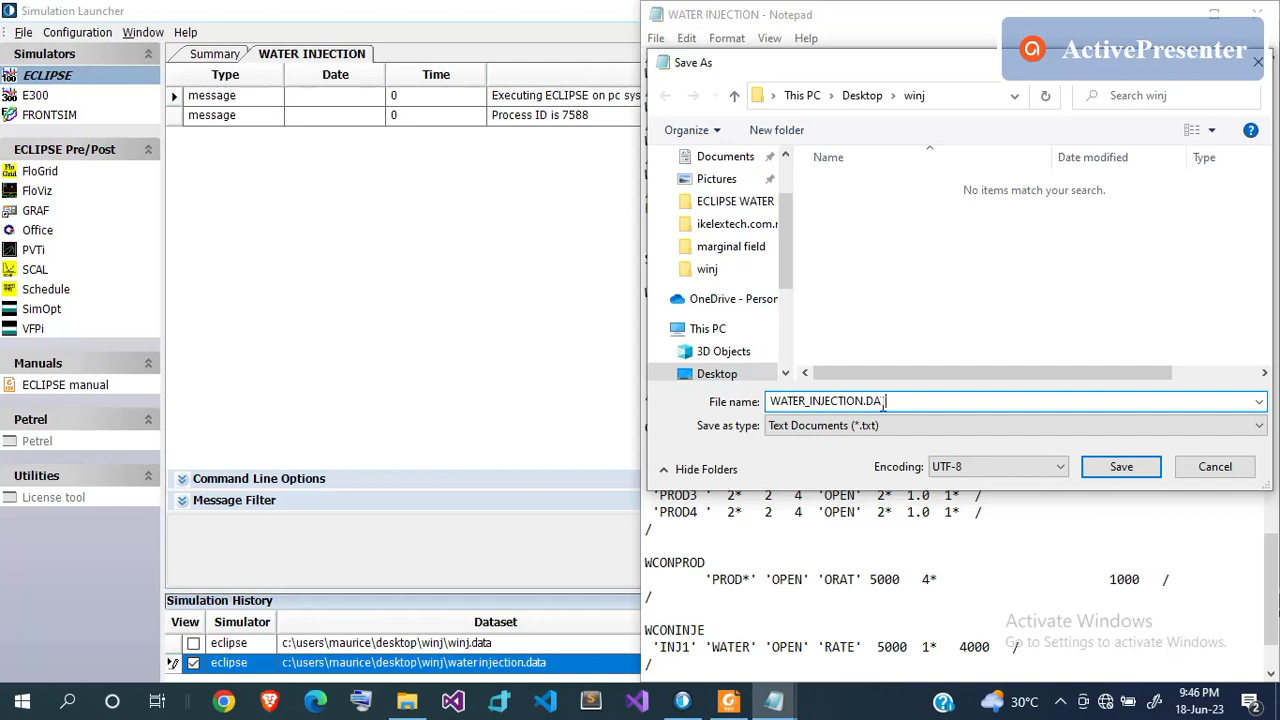 Simulation Launcher
File Configuration Window Help
Simulators
ECLIPSE
E300
FRONTSIM
ECLIPSE Pre/Post
FloGrid
FloViz
GRAF
Office
PVTi
SCAL
Schedule
SimOpt
VFPi
Manuals
ECLIPSE manual
Petrel
Petrel
Utilities
License tool
Summary WATER INJECTION
Type Date Time
message 0 Executing ECLIPSE on pc sys
message 0 Process ID is 7588
Command Line Options
Message Filter
Simulation History
View Simulator Dataset
eclipse c:\users\maurice\desktop\winj\winj.data
eclipse c:\users\maurice\desktop\winj\water injection.data
WATER INJECTION - Notepad
File Edit Format View Help
ActivePresenter
Save As
This PC Desktop winj
Search winj
Organize New folder
Name Date modified Type
No items match your search.
Documents
Pictures
ECLIPSE WATER
ikelextech.com.n
marginal field
winj
OneDrive - Person
This PC
3D Objects
Desktop
File name: WATER_INJECTION.DA
Save as type: Text Documents (*.txt)
Hide Folders
Encoding: UTF-8 Save Cancel
'PROD3 ' 2* 2 4 'OPEN' 2* 1.0 1* /
'PROD4 ' 2* 2 4 'OPEN' 2* 1.0 1* /
/
WCONPROD
'PROD*' 'OPEN' 'ORAT' 5000 4* 1000 /
/
WCONINJE
'INJ1' 'WATER' 'OPEN' 'RATE' 5000 1* 4000 /
/
Activate Windows
Go to Settings to activate Windows.
30°C
9:46 PM
18-Jun-23
2